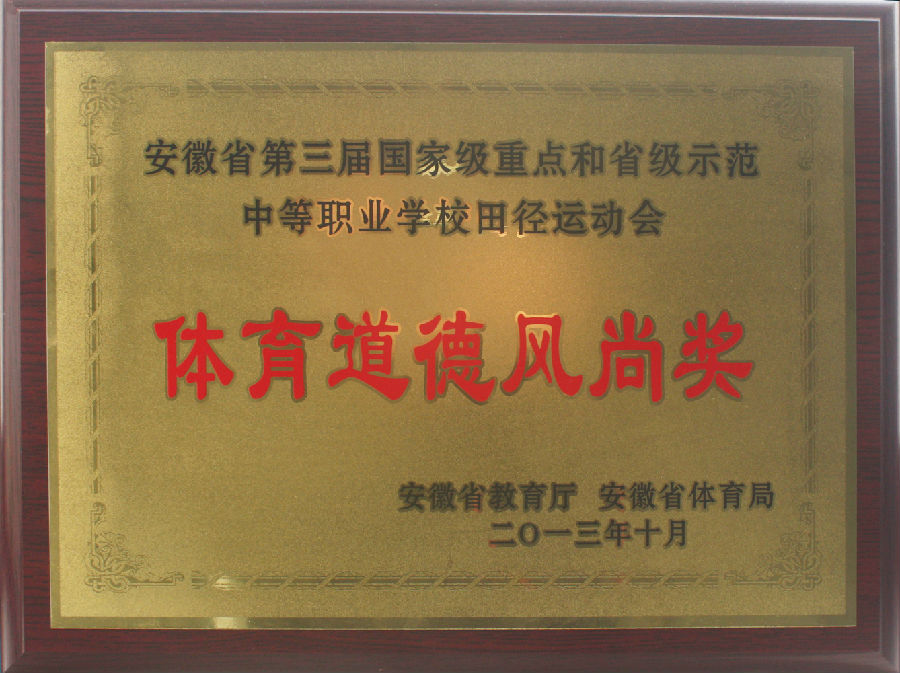 安徽省第三届国家级重点和省级示范
中等职业学校田径运动会
体育道德风尚奖
安徽省教育厅 安徽省体育局
二〇一三年十月